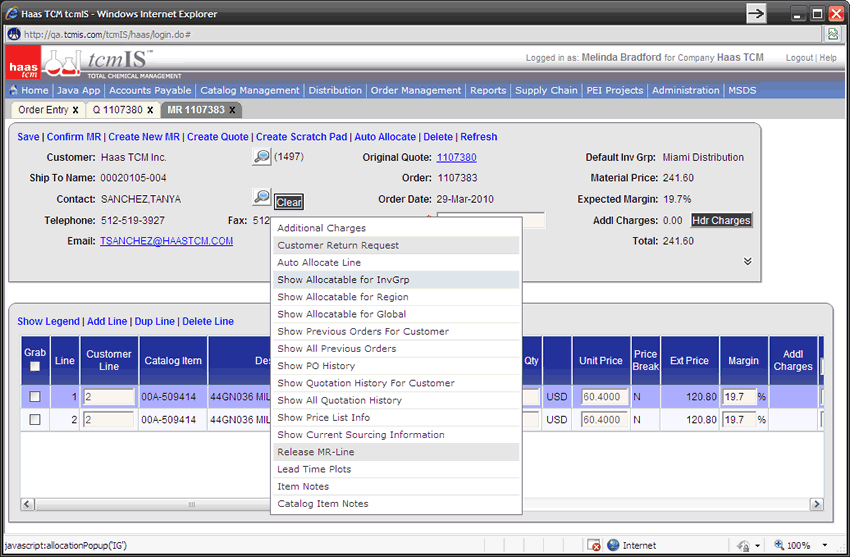 Haas TCM tcmIS - Windows Internet Explorer
http://qa.tcmis.com/tcmIS/haas/login.do#
haas tcm tcmIS™ TOTAL CHEMICAL MANAGEMENT
Logged in as: Melinda Bradford for Company Haas TCM Logout | Help
Home | Java App | Accounts Payable | Catalog Management | Distribution | Order Management | Reports | Supply Chain | PEI Projects | Administration | MSDS
Order Entry x Q 1107380 x MR 1107383 x
Save | Confirm MR | Create New MR | Create Quote | Create Scratch Pad | Auto Allocate | Delete | Refresh
Customer: Haas TCM Inc. (1497) Original Quote: 1107380 Default Inv Grp: Miami Distribution
Ship To Name: 00020105-004 Order: 1107383 Material Price: 241.60
Contact: SANCHEZ,TANYA Clear Order Date: 29-Mar-2010 Expected Margin: 19.7%
Telephone: 512-519-3927 Fax: 512 Addl Charges: 0.00 Hdr Charges
Email: TSANCHEZ@HAASTCM.COM Total: 241.60
Additional Charges
Customer Return Request
Auto Allocate Line
Show Allocatable for InvGrp
Show Allocatable for Region
Show Allocatable for Global
Show Previous Orders For Customer
Show All Previous Orders
Show PO History
Show Quotation History For Customer
Show All Quotation History
Show Price List Info
Show Current Sourcing Information
Release MR-Line
Lead Time Plots
Item Notes
Catalog Item Notes
Show Legend | Add Line | Dup Line | Delete Line
Grab Line Customer Line Catalog Item Des Qty Unit Price Price Break Ext Price Margin Addl Charges
1 2 00A-509414 44GN036 MIL USD 60.4000 N 120.80 19.7 %
2 2 00A-509414 44GN036 MIL USD 60.4000 N 120.80 19.7 %
javascript:allocationPopup('IG') Internet 100%